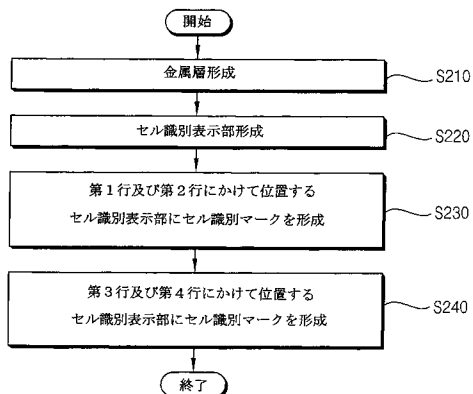 開始
金属層形成
S210
セル識別表示部形成
S220
第1行及び第2行にかけて位置する
セル識別表示部にセル識別マークを形成
S230
第3行及び第4行にかけて位置する
セル識別表示部にセル識別マークを形成
S240
終了